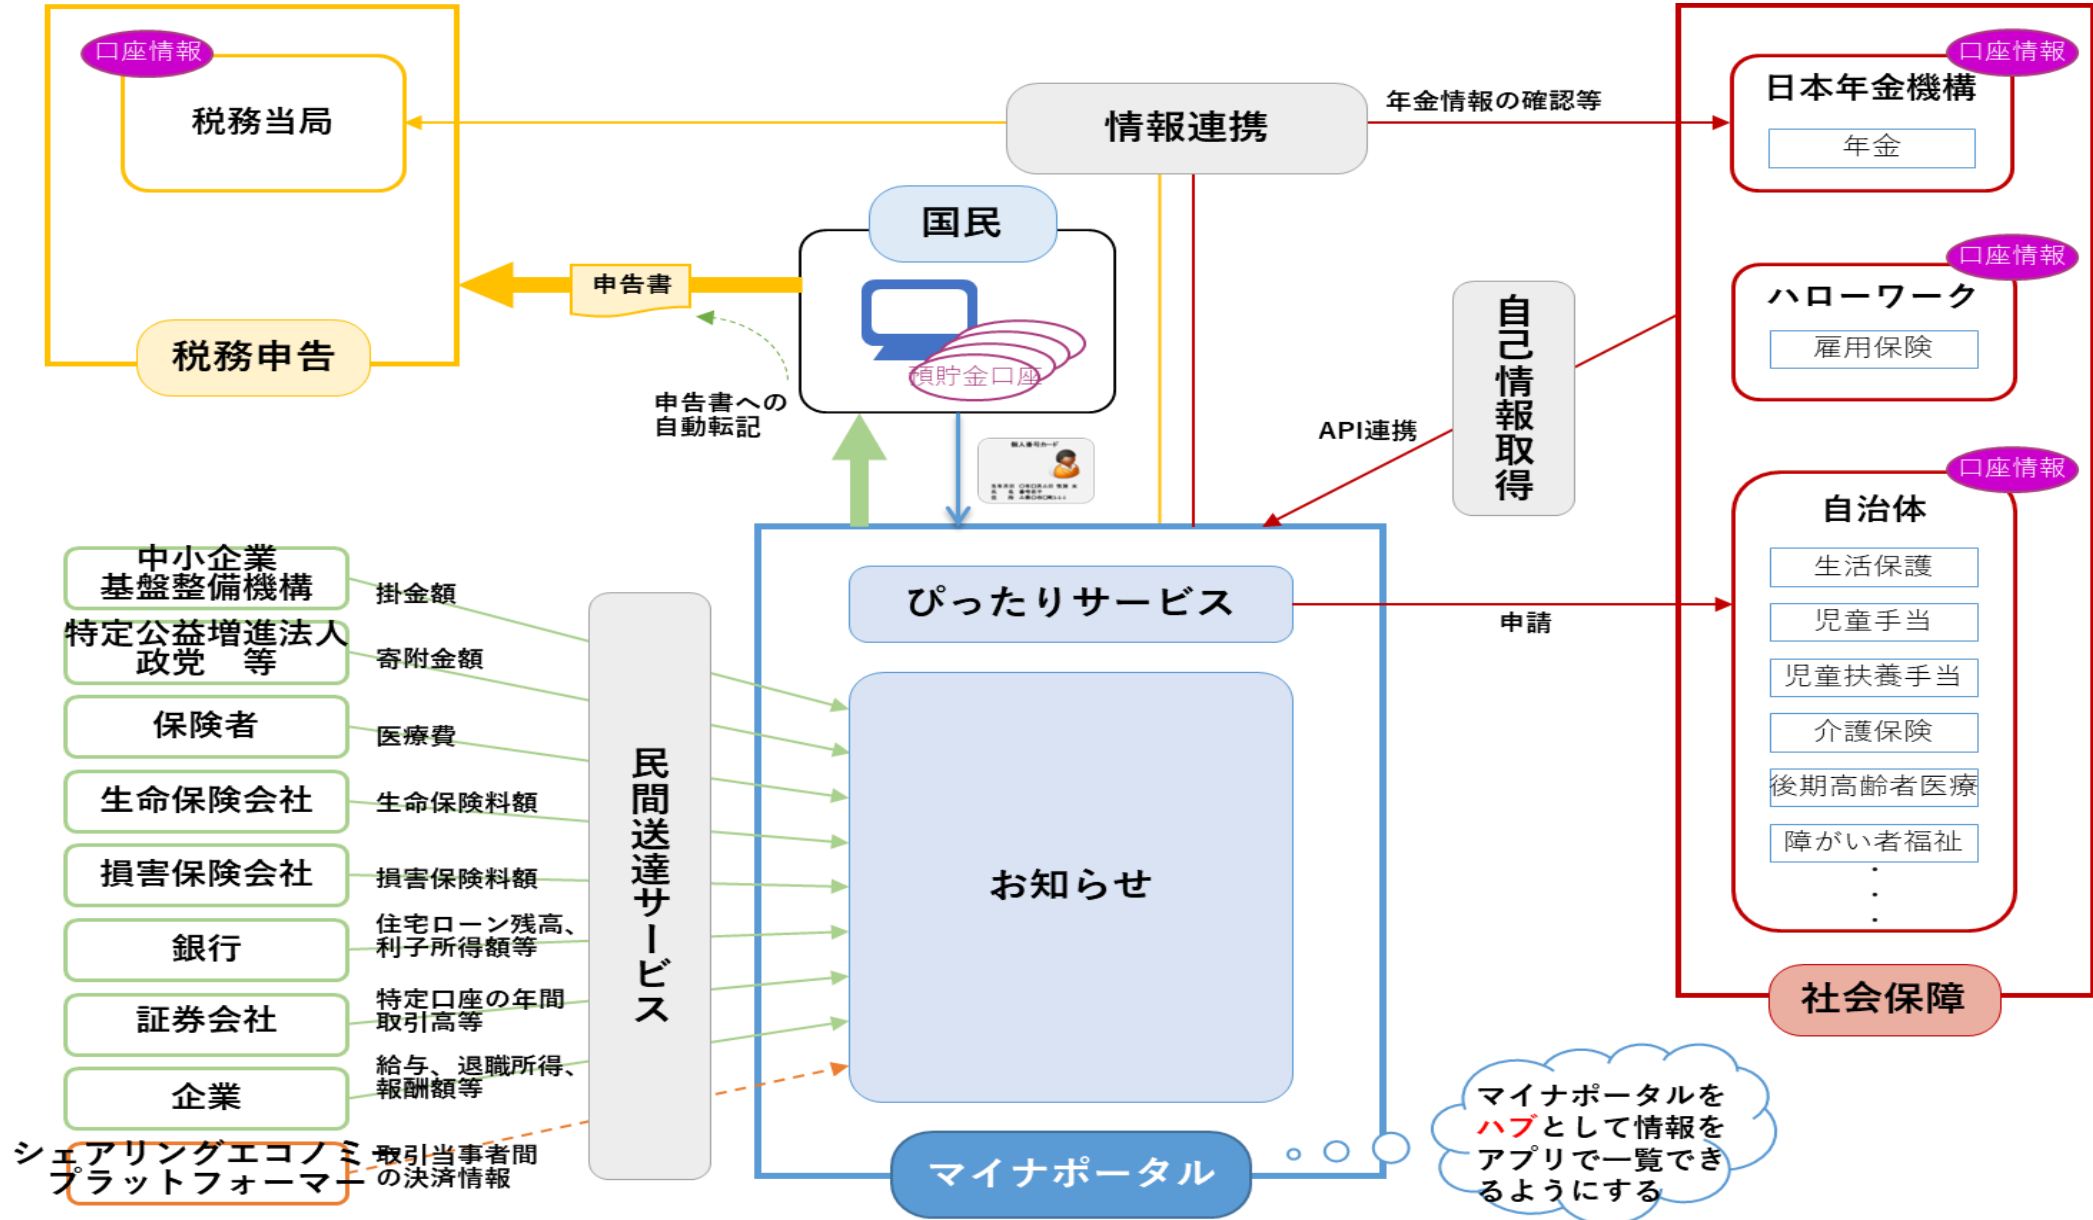 口座情報
税務当局
税務申告
情報連携
年金情報の確認等
国民
預貯金口座
申告書
申告書への
自動転記
個人番号カード
自己情報取得
API連携
口座情報
日本年金機構
年金
口座情報
ハローワーク
雇用保険
口座情報
自治体
生活保護
児童手当
児童扶養手当
介護保険
後期高齢者医療
障がい者福祉
・
・
・
社会保障
申請
ぴったりサービス
お知らせ
マイナポータル
民間送達サービス
中小企業
基盤整備機構
掛金額
特定公益増進法人
政党　等
寄附金額
保険者
医療費
生命保険会社
生命保険料額
損害保険会社
損害保険料額
銀行
住宅ローン残高、
利子所得額等
証券会社
特定口座の年間
取引高等
企業
給与、退職所得、
報酬額等
シェアリングエコノミー
プラットフォーマー
取引当事者間
の決済情報
マイナポータルを
ハブとして情報を
アプリで一覧でき
るようにする